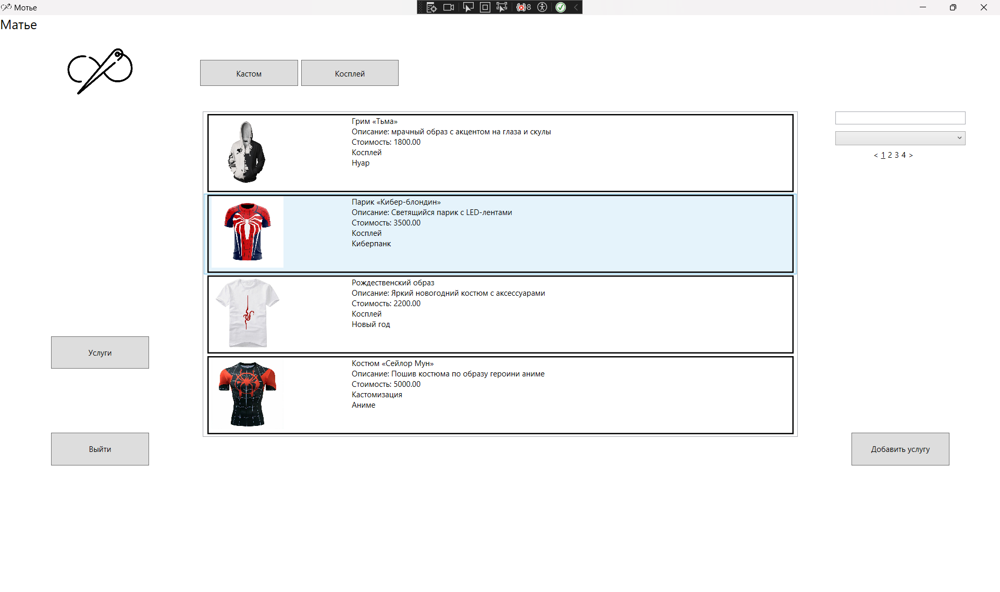 Мотье
8
Матье
Кастом
Косплей
Грим «Тьма»
Описание: мрачный образ с акцентом на глаза и скулы
Стоимость: 1800.00
Косплей
Нуар
Парик «Кибер-блондин»
Описание: Светящийся парик с LED-лентами
Стоимость: 3500.00
Косплей
Киберпанк
Рождественский образ
Описание: Яркий новогодний костюм с аксессуарами
Стоимость: 2200.00
Косплей
Новый год
Костюм «Сейлор Мун»
Описание: Пошив костюма по образу героини аниме
Стоимость: 5000.00
Кастомизация
Аниме
< 1 2 3 4 >
Услуги
Выйти
Добавить услугу